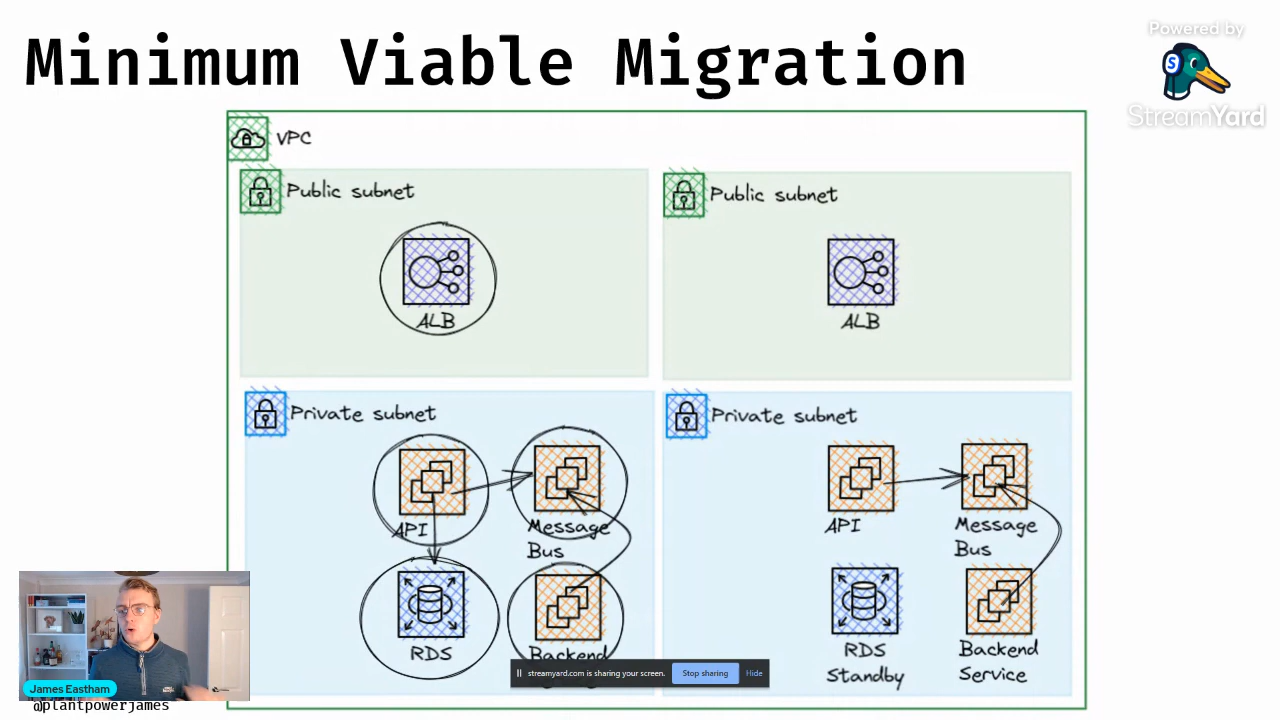 Minimum Viable Migration
Powered by
S
StreamYard
VPC
Public subnet
Public subnet
ALB
ALB
Private subnet
Private subnet
API
Message
Bus
API
Message
Bus
RDS
Backend
RDS
Standby
Backend
Service
streamyard.com is sharing your screen.
Stop sharing
Hide
James Eastham
@plantpowerjames